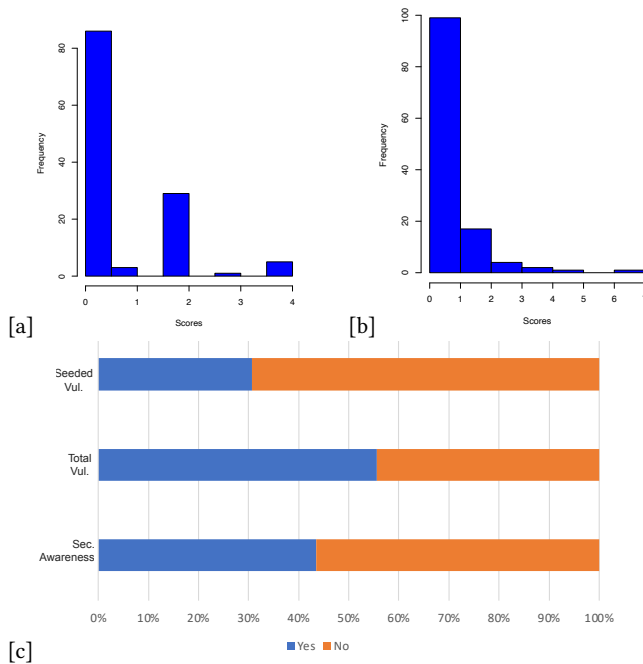 80
60
40
20
0
Frequency
0 1 2 3 4
Scores
[a]
100
80
60
40
20
0
Frequency
0 1 2 3 4 5 6
Scores
[b]
Seeded
Vul.
Total
Vul.
Sec.
Awareness
0% 10% 20% 30% 40% 50% 60% 70% 80% 90% 100%
Yes No
[c]